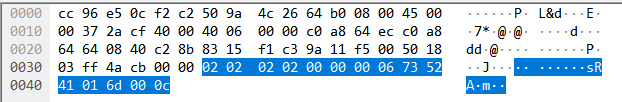 0000 cc 96 e5 0c f2 c2 50 9a 4c 26 64 b0 08 00 45 00 ······P· L&d···E·
0010 00 37 2a cf 40 00 40 06 00 00 c0 a8 64 ec c0 a8 ·7*·@·@· ····d···
0020 64 64 08 40 c2 8b 83 15 f1 c3 9a 11 f5 00 50 18 dd·@···· ······P·
0030 03 ff 4a cb 00 00 02 02 02 02 00 00 00 06 73 52 ··J····· ······sR
0040 41 01 6d 00 0c A·m··